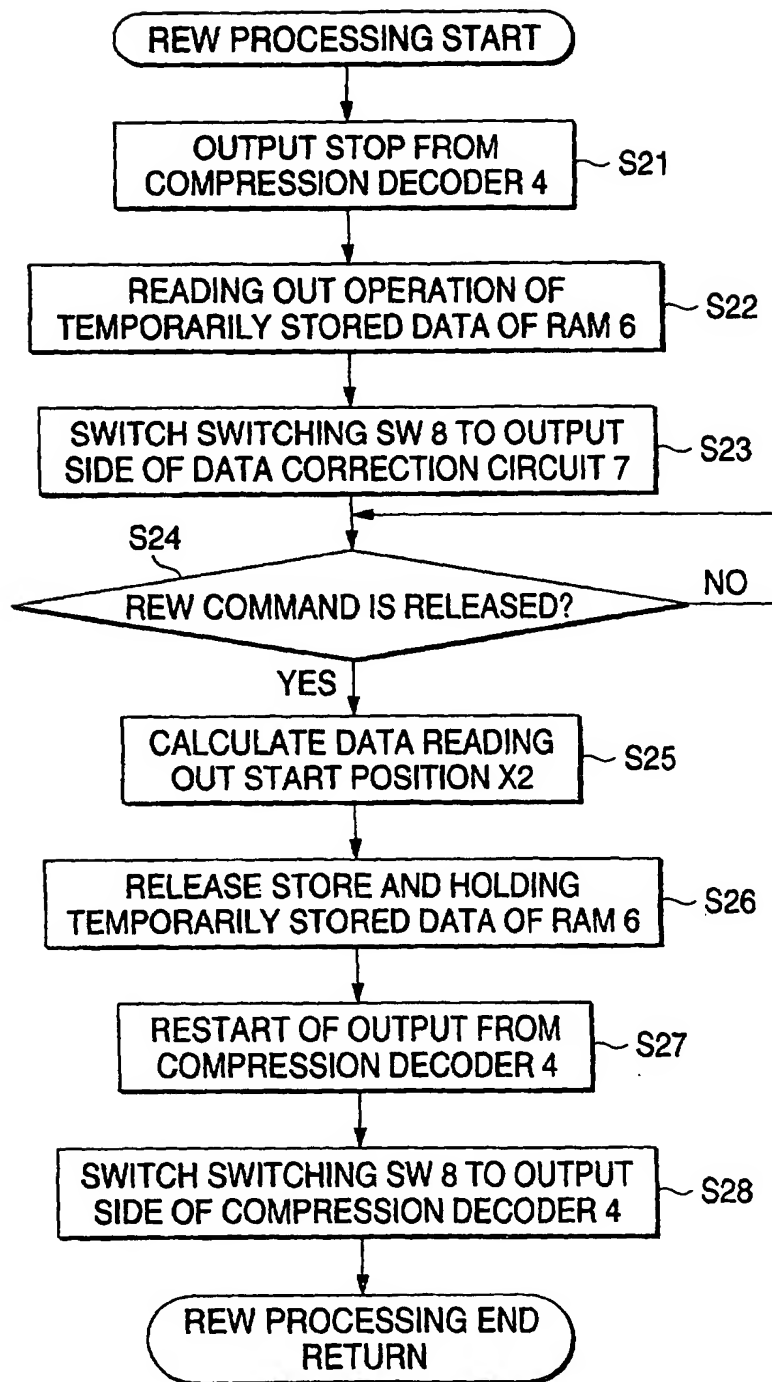 REW PROCESSING START
OUTPUT STOP FROM
COMPRESSION DECODER 4
S21
READING OUT OPERATION OF
TEMPORARILY STORED DATA OF RAM 6
S22
SWITCH SWITCHING SW 8 TO OUTPUT
SIDE OF DATA CORRECTION CIRCUIT 7
S23
S24
REW COMMAND IS RELEASED?
NO
YES
CALCULATE DATA READING
OUT START POSITION X2
S25
RELEASE STORE AND HOLDING
TEMPORARILY STORED DATA OF RAM 6
S26
RESTART OF OUTPUT FROM
COMPRESSION DECODER 4
S27
SWITCH SWITCHING SW 8 TO OUTPUT
SIDE OF COMPRESSION DECODER 4
S28
REW PROCESSING END
RETURN